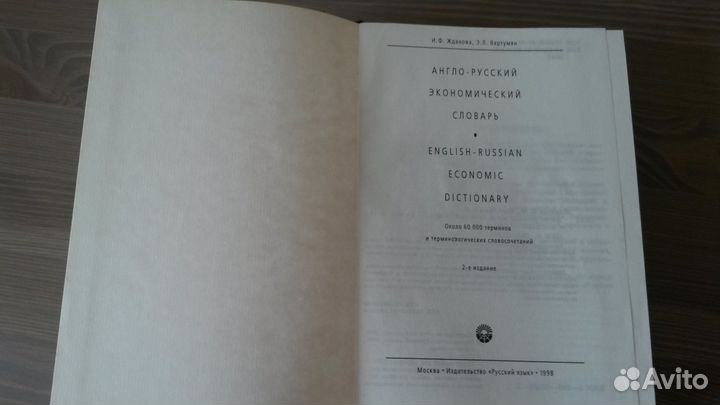 И.Ф. Жданова, Э.Л. Вартумян
АНГЛО-РУССКИЙ
ЭКОНОМИЧЕСКИЙ
СЛОВАРЬ
•
ENGLISH-RUSSIAN
ECONOMIC
DICTIONARY
Около 60 000 терминов
и терминологических словосочетаний
2-е издание
Москва • Издательство «Русский язык» • 1998
Avito